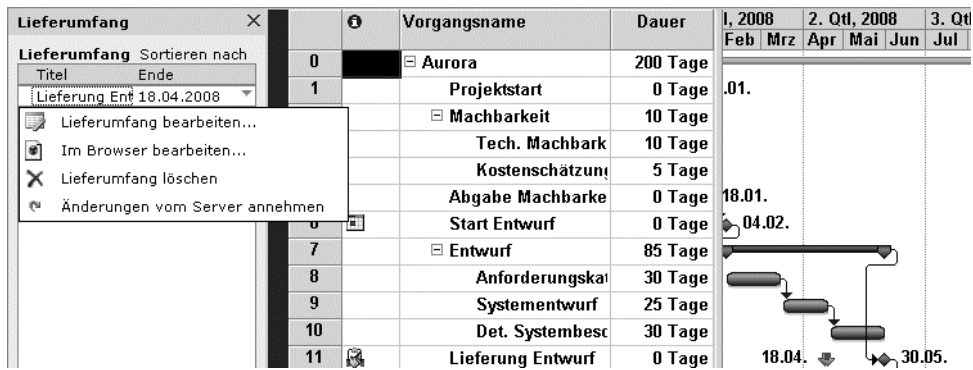 Lieferumfang
Lieferumfang Sortieren nach
Titel Ende
Lieferung Ent 18.04.2008
Lieferumfang bearbeiten...
Im Browser bearbeiten...
Lieferumfang löschen
Änderungen vom Server annehmen
Vorgangsname Dauer l, 2008 2. Qtl, 2008 3. Qtl
Feb Mrz Apr Mai Jun Jul
0 Aurora 200 Tage
1 Projektstart 0 Tage .01.
Machbarkeit 10 Tage
Tech. Machbark 10 Tage
Kostenschätzun 5 Tage
Abgabe Machbarke 0 Tage 18.01.
Start Entwurf 0 Tage 04.02.
7 Entwurf 85 Tage
8 Anforderungskat 30 Tage
9 Systementwurf 25 Tage
10 Det. Systembesc 30 Tage
11 Lieferung Entwurf 0 Tage 18.04. 30.05.